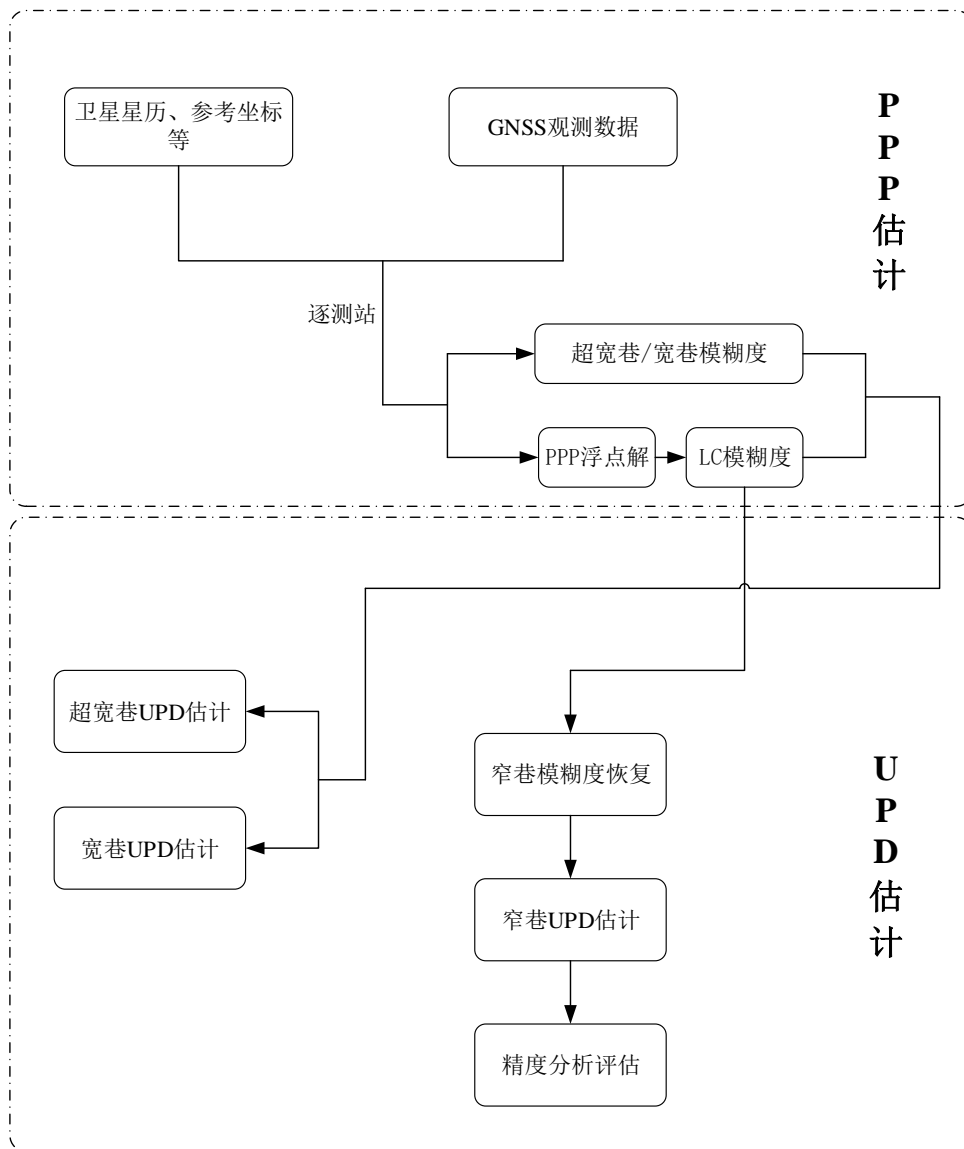 卫星星历、参考坐标
等
GNSS观测数据
P
P
P
估
计
逐测站
超宽巷/宽巷模糊度
PPP浮点解
LC模糊度
超宽巷UPD估计
宽巷UPD估计
窄巷模糊度恢复
窄巷UPD估计
精度分析评估
U
P
D
估
计